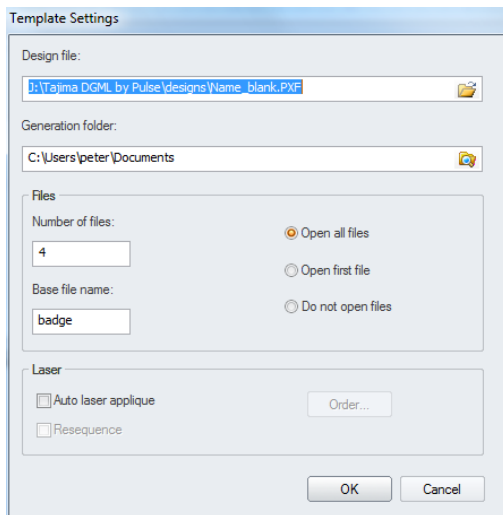 Template Settings
Design file:
J:\Tajima DGML by Pulse\designs\Name_blank.PXF
Generation folder:
C:\Users\peter\Documents
Files
Number of files:
4
Open all files
Open first file
Base file name:
badge
Do not open files
Laser
Auto laser applique
Order...
Resequence
OK Cancel